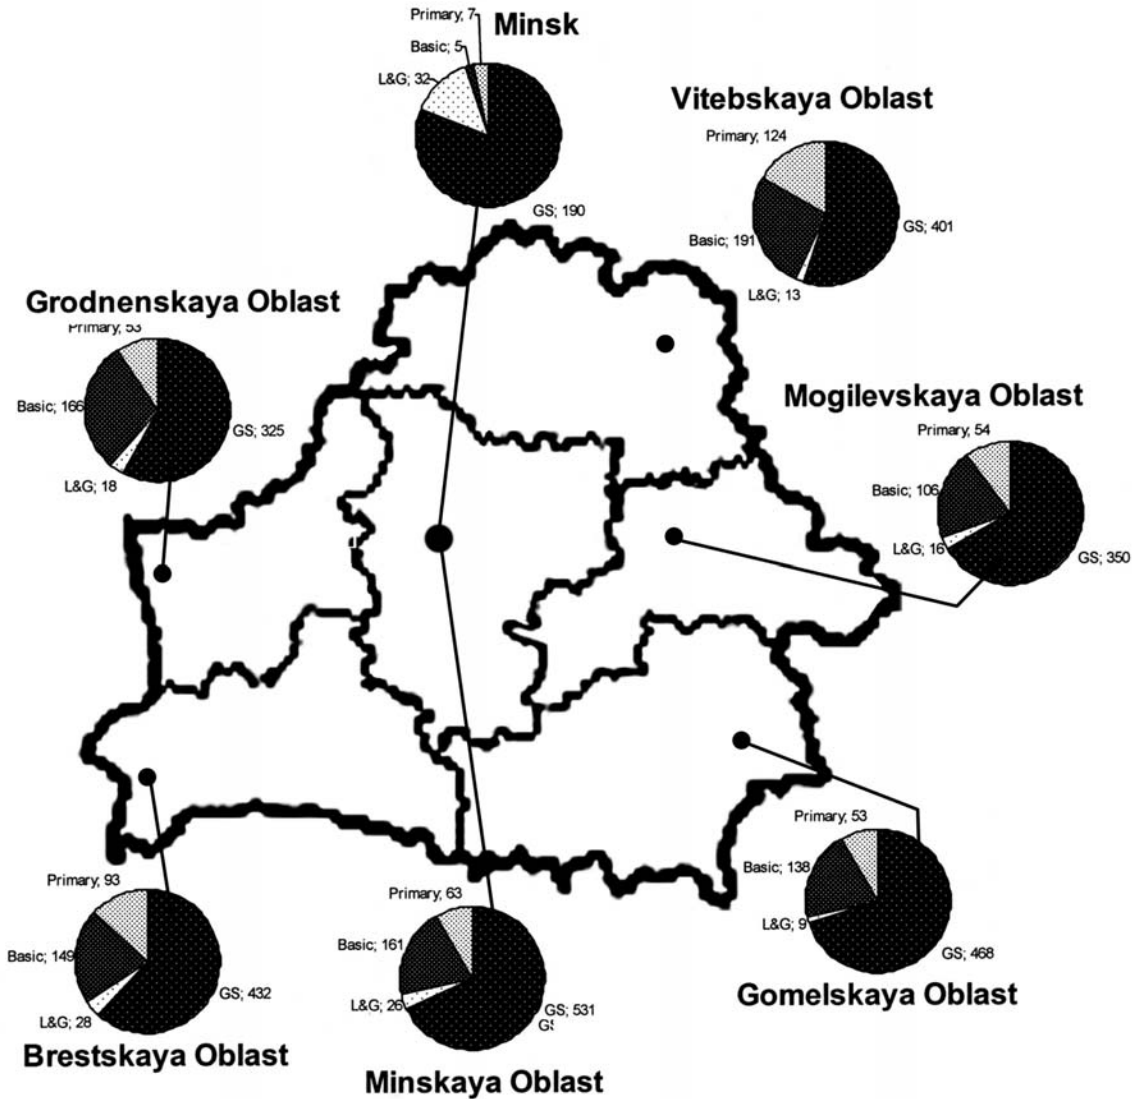 Primary; 7
Minsk
Basic; 5
L&G; 32
GS; 190
Vitebskaya Oblast
Primary; 124
Basic; 191
GS; 401
L&G; 13
Grodnenskaya Oblast
Primary; 53
Basic; 166
GS; 325
L&G; 18
Mogilevskaya Oblast
Primary; 54
Basic; 106
L&G; 16
GS; 350
Primary; 53
Basic; 138
L&G; 9
GS; 468
Gomelskaya Oblast
Primary; 93
Basic; 149
GS; 432
L&G; 28
Brestskaya Oblast
Primary; 63
Basic; 161
L&G; 26
GS; 531
Minskaya Oblast